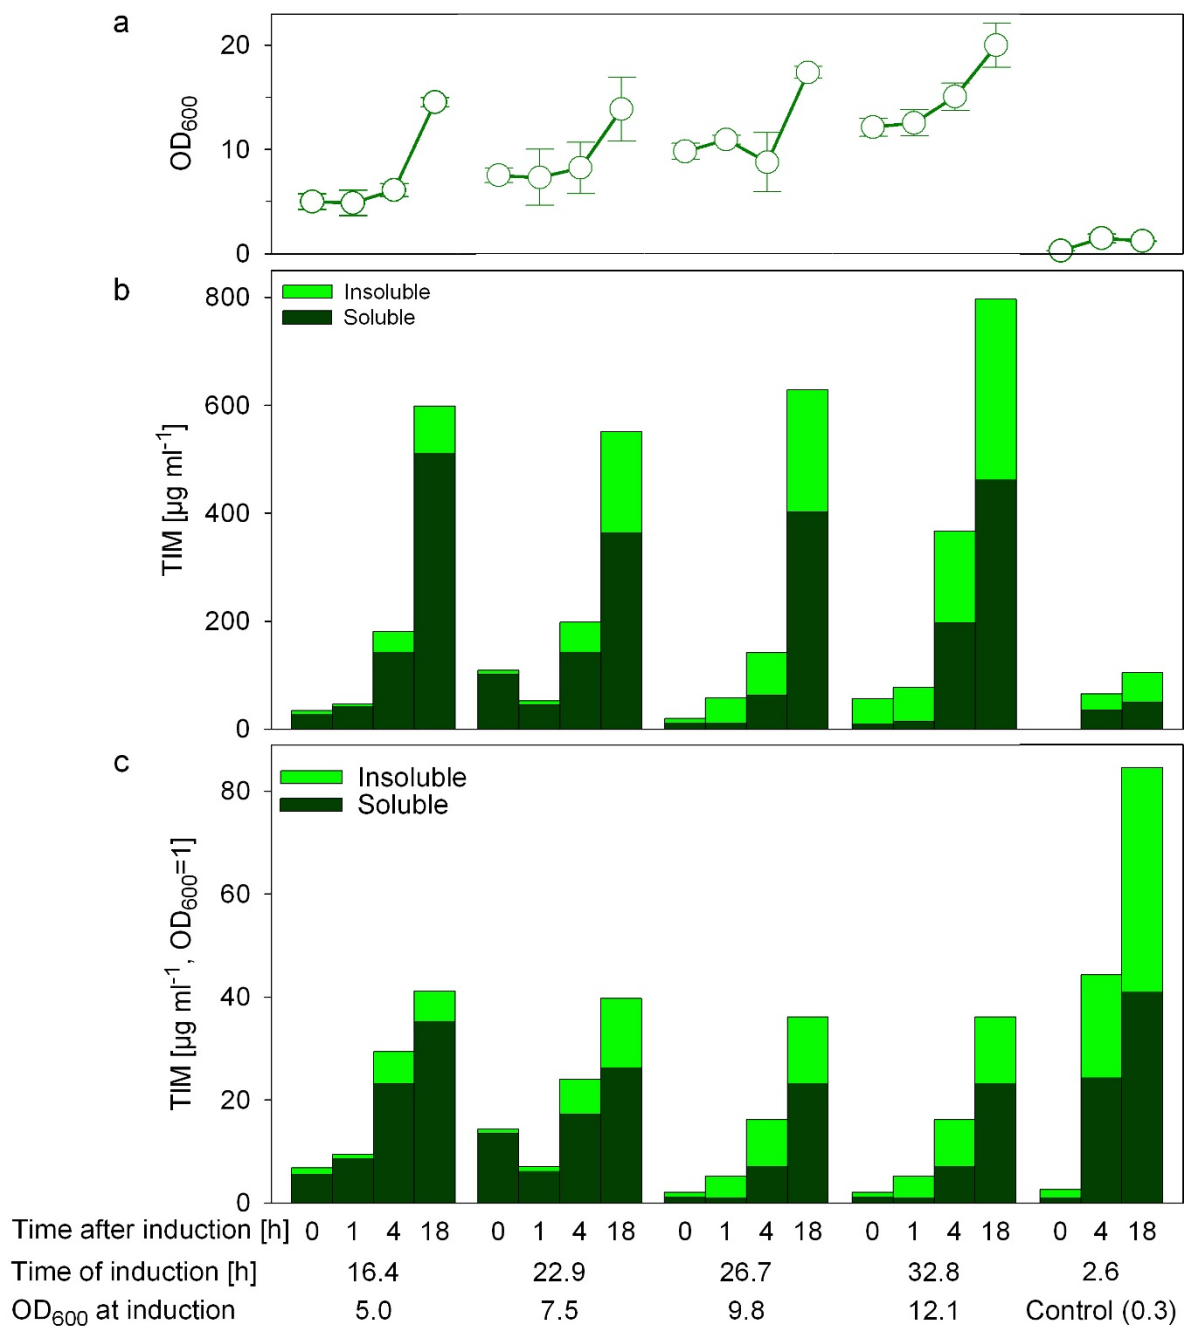 a
20
10
0
OD600
b
Insoluble
Soluble
800
600
400
200
0
TIM [µg ml-1]
c
Insoluble
Soluble
80
60
40
20
0
TIM [µg ml-1, OD600=1]
Time after induction [h] 0 1 4 18 0 1 4 18 0 1 4 18 0 1 4 18 0 4 18
Time of induction [h] 16.4 22.9 26.7 32.8 2.6
OD600 at induction 5.0 7.5 9.8 12.1 Control (0.3)